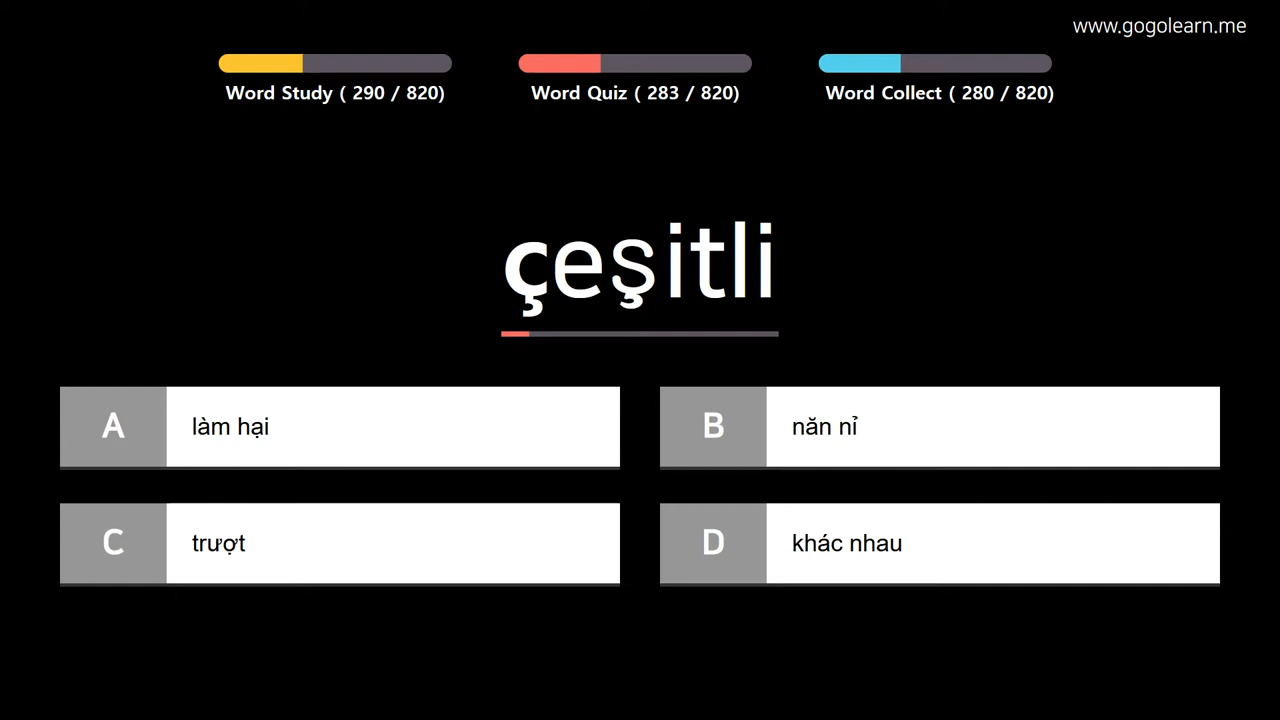 www.gogolearn.me
Word Study ( 290 / 820)
Word Quiz ( 283 / 820)
Word Collect ( 280 / 820)
çeşitli
A làm hại
B năn nỉ
C trượt
D khác nhau